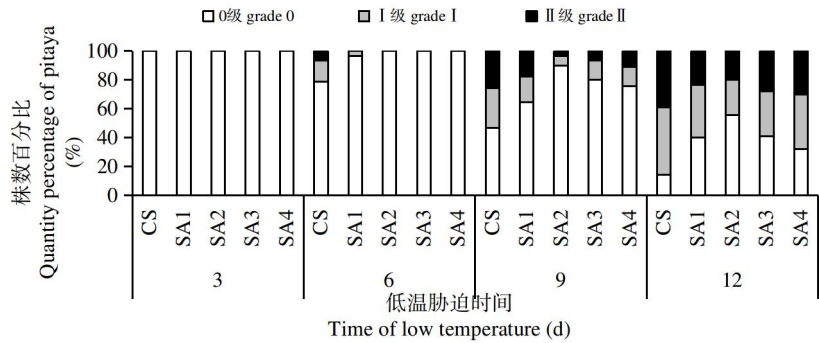 0级 grade 0 Ⅰ级 grade Ⅰ Ⅱ级 grade Ⅱ
株数百分比
Quantity percentage of pitaya
(%)
100
80
60
40
20
0
CS SA1 SA2 SA3 SA4 CS SA1 SA2 SA3 SA4 CS SA1 SA2 SA3 SA4 CS SA1 SA2 SA3 SA4
3 6 9 12
低温胁迫时间
Time of low temperature (d)